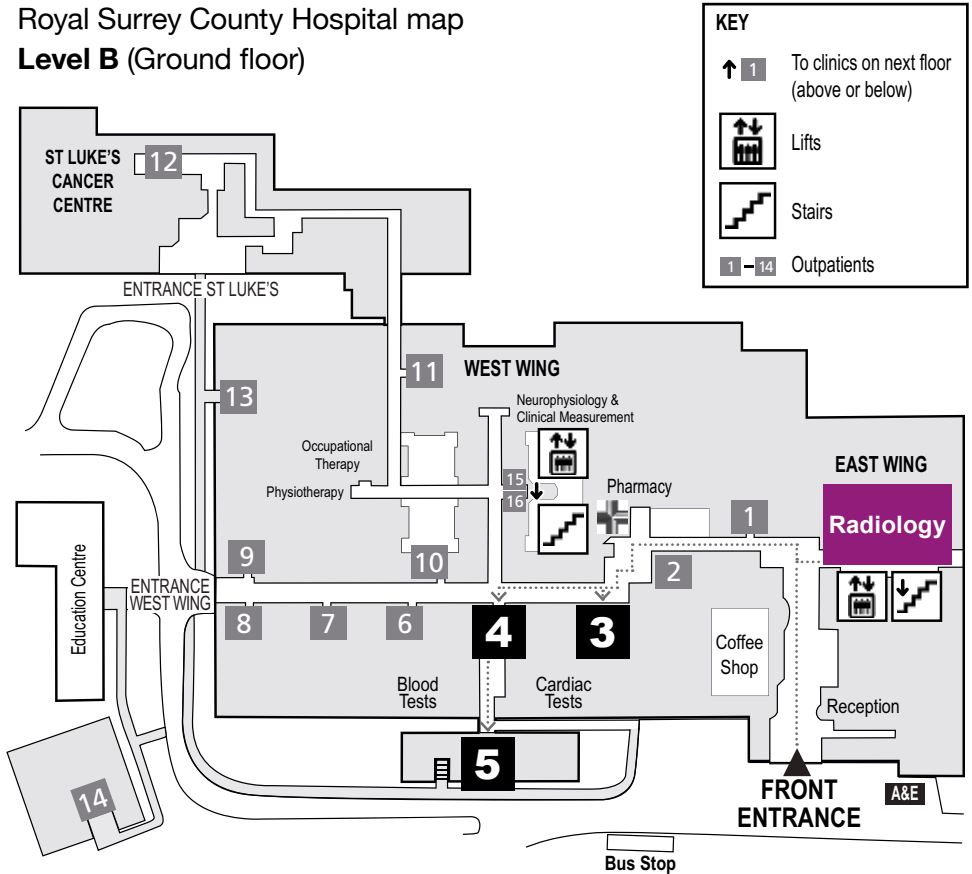 Royal Surrey County Hospital map
Level B (Ground floor)
KEY
1
To clinics on next floor
(above or below)
Lifts
Stairs
1 – 14 Outpatients
ST LUKE'S
CANCER
CENTRE
12
ENTRANCE ST LUKE'S
11
WEST WING
13
Neurophysiology &
Clinical Measurement
Occupational
Therapy
Physiotherapy
15
16
Pharmacy
EAST WING
Radiology
1
2
9
10
ENTRANCE
WEST WING
Education Centre
8
7
6
4
3
Coffee
Shop
Blood
Tests
Cardiac
Tests
Reception
5
14
FRONT
ENTRANCE
A&E
Bus Stop